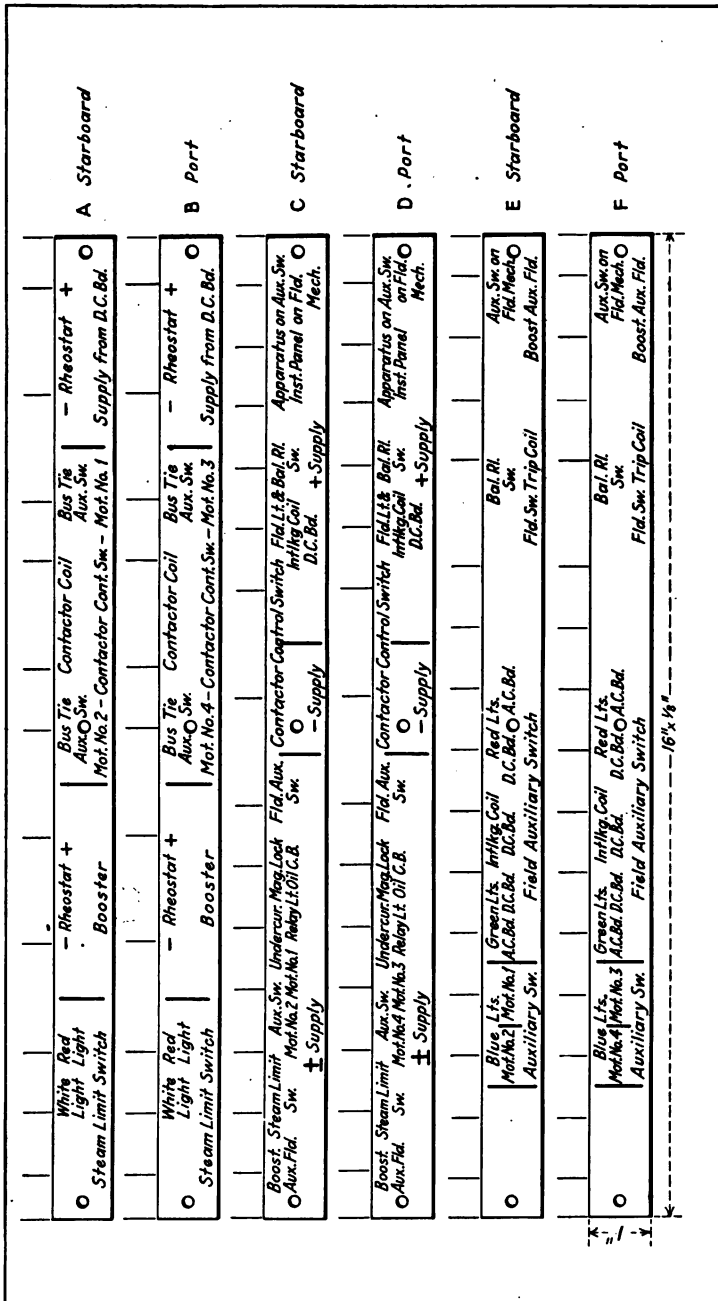 A Starboard
White Red
Light Light
− Rheostat +
Bus Tie Contactor Coil Bus Tie
Aux. Sw. Aux. Sw.
− Rheostat +
Steam Limit Switch
Booster
Mot. No. 2 – Contactor Cont. Sw. – Mot. No. 1
Supply from D.C. Bd.
B Port
White Red
Light Light
− Rheostat +
Bus Tie Contactor Coil Bus Tie
Aux. Sw. Aux. Sw.
− Rheostat +
Steam Limit Switch
Booster
Mot. No. 4 – Contactor Cont. Sw. – Mot. No. 3
Supply from D.C. Bd.
C Starboard
Boost. Steam Limit Aux. Sw. Undercur. Mag. Lock Fld. Aux. Contactor Control Switch Fld. Lt. & Bal. Rl. Apparatus on Aux. Sw.
Aux. Fld. Sw. Mot. No. 2 Mot. No. 1 Relay Lt. Oil C.B. Sw. Intlkg. Coil Sw. Inst. Panel on Fld.
D.C. Bd. Mech.
± Supply − Supply + Supply
D. Port
Boost. Steam Limit Aux. Sw. Undercur. Mag. Lock Fld. Aux. Contactor Control Switch Fld. Lt. & Bal. Rl. Apparatus on Aux. Sw.
Aux. Fld. Sw. Mot. No. 4 Mot. No. 3 Relay Lt. Oil C.B. Sw. Intlkg. Coil Sw. Inst. Panel on Fld.
D.C. Bd. Mech.
± Supply − Supply + Supply
E Starboard
Blue Lts. Green Lts. Intlkg. Coil Red Lts. Bal. Rl. Aux. Sw. on
Mot. No. 2 Mot. No. 1 A.C. Bd. D.C. Bd. D.C. Bd. D.C. Bd. A.C. Bd. Sw. Fld. Mech.
Auxiliary Sw. Field Auxiliary Switch Fld. Sw. Trip Coil Boost Aux. Fld.
F Port
Blue Lts. Green Lts. Intlkg. Coil Red Lts. Bal. Rl. Aux. Sw. on
Mot. No. 4 Mot. No. 3 A.C. Bd. D.C. Bd. D.C. Bd. D.C. Bd. A.C. Bd. Sw. Fld. Mech.
Auxiliary Sw. Field Auxiliary Switch Fld. Sw. Trip Coil Boost Aux. Fld.
1"
16" x 1/8"